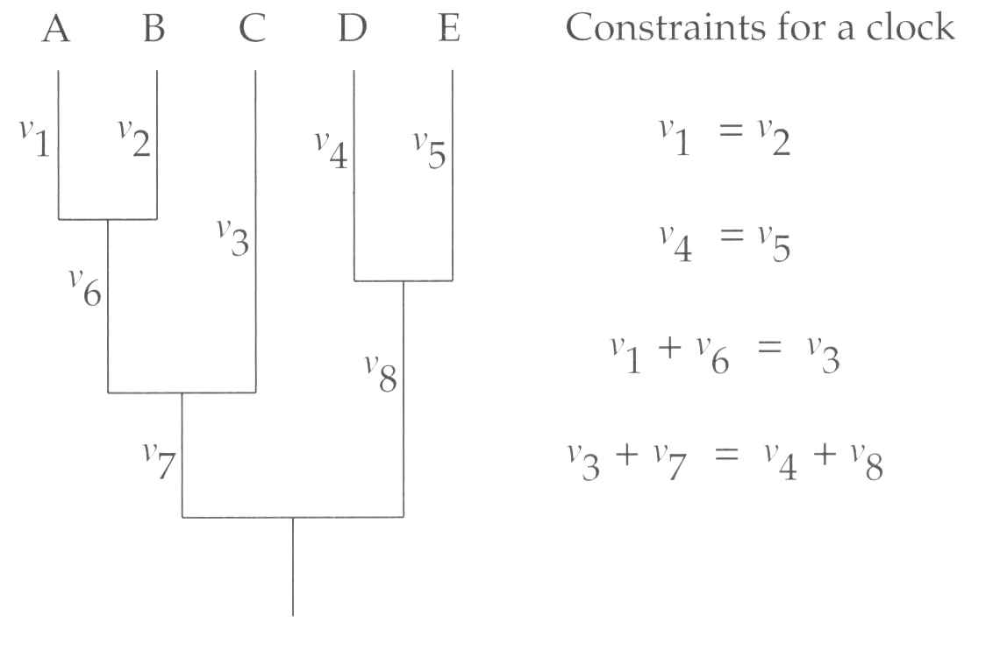 A B C D E Constraints for a clock
v1 v2 v4 v5 v1 = v2
v3 v4 = v5
v6
v8 v1 + v6 = v3
v7 v3 + v7 = v4 + v8